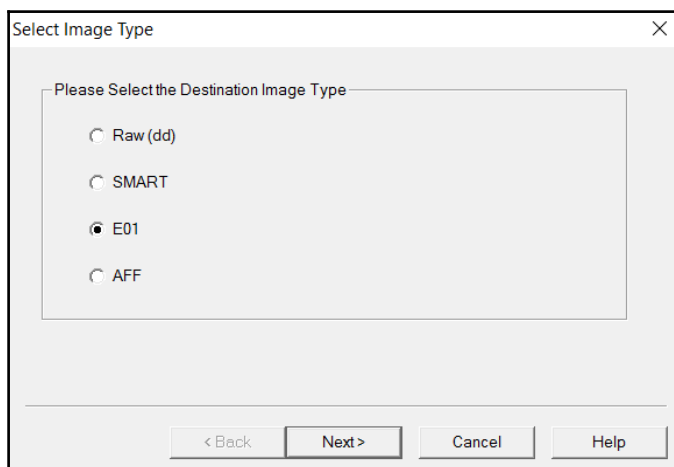 Select Image Type
Please Select the Destination Image Type
Raw (dd)
SMART
E01
AFF
< Back Next > Cancel Help